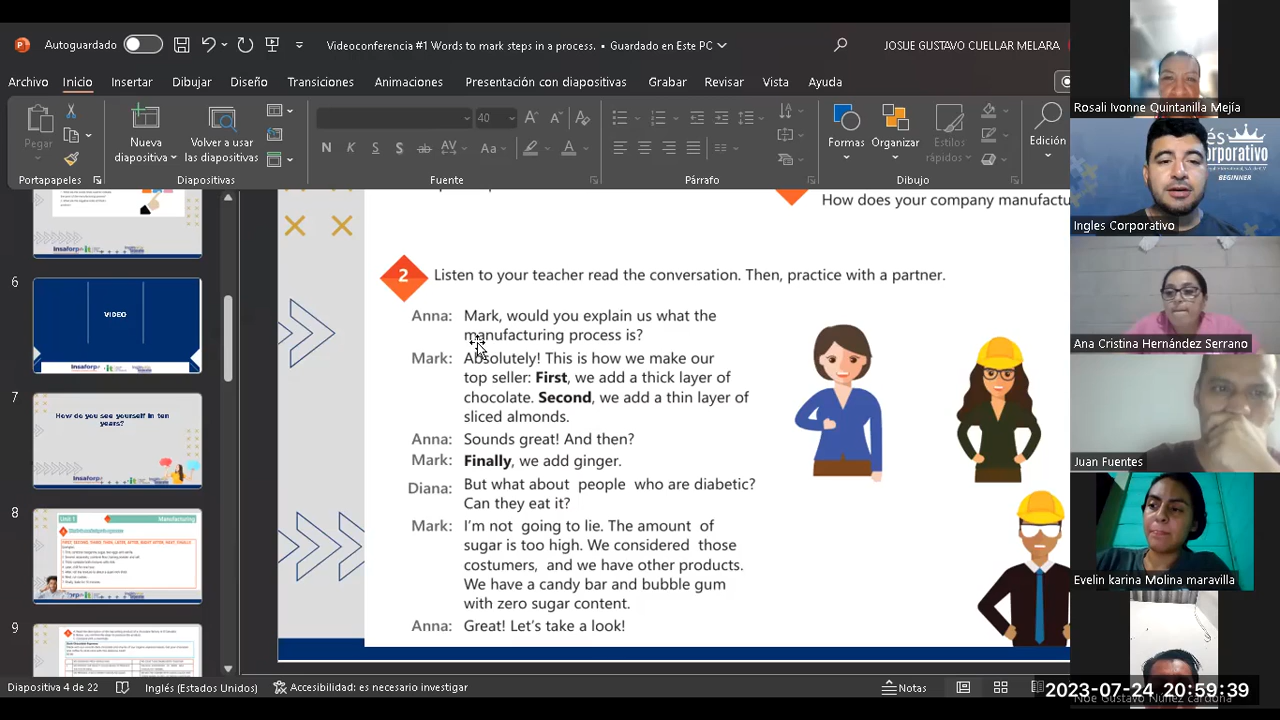 Autoguardado
Videoconferencia #1 Words to mark steps in a process. • Guardado en Este PC
JOSUE GUSTAVO CUELLAR MELARA
Archivo Inicio Insertar Dibujar Diseño Transiciones Animaciones Presentación con diapositivas Grabar Revisar Vista Ayuda
Pegar
Nueva
diapositiva
Volver a usar
las diapositivas
40
N K S S ab AV Aa A
Formas
Organizar
Estilos
rápidos
Edición
Portapapeles
Diapositivas
Fuente
Párrafo
Dibujo
Insaforp
6
VIDEO
Insaforp
7
How do you see yourself in ten
years?
Insaforp
8
Unit 1
Manufacturing
Insaforp
9
How does your company manufactu
2
Listen to your teacher read the conversation. Then, practice with a partner.
Anna: Mark, would you explain us what the
manufacturing process is?
Mark: Absolutely! This is how we make our
top seller: First, we add a thick layer of
chocolate. Second, we add a thin layer of
sliced almonds.
Anna: Sounds great! And then?
Mark: Finally, we add ginger.
Diana: But what about people who are diabetic?
Can they eat it?
Mark: I'm not going to lie. The amount of
sugar is too high. We considered those
costumers, and we have other products.
We have a candy bar and bubble gum
with zero sugar content.
Anna: Great! Let's take a look!
Rosali Ivonne Quintanilla Mejía
és
orporativo
BEGINNER
Ingles Corporativo
Ana Cristina Hernández Serrano
Juan Fuentes
Evelin karina Molina maravilla
Noe Gustavo Núñez cardona
2023-07-24 20:59:39
Diapositiva 4 de 22
Inglés (Estados Unidos)
Accesibilidad: es necesario investigar
Notas